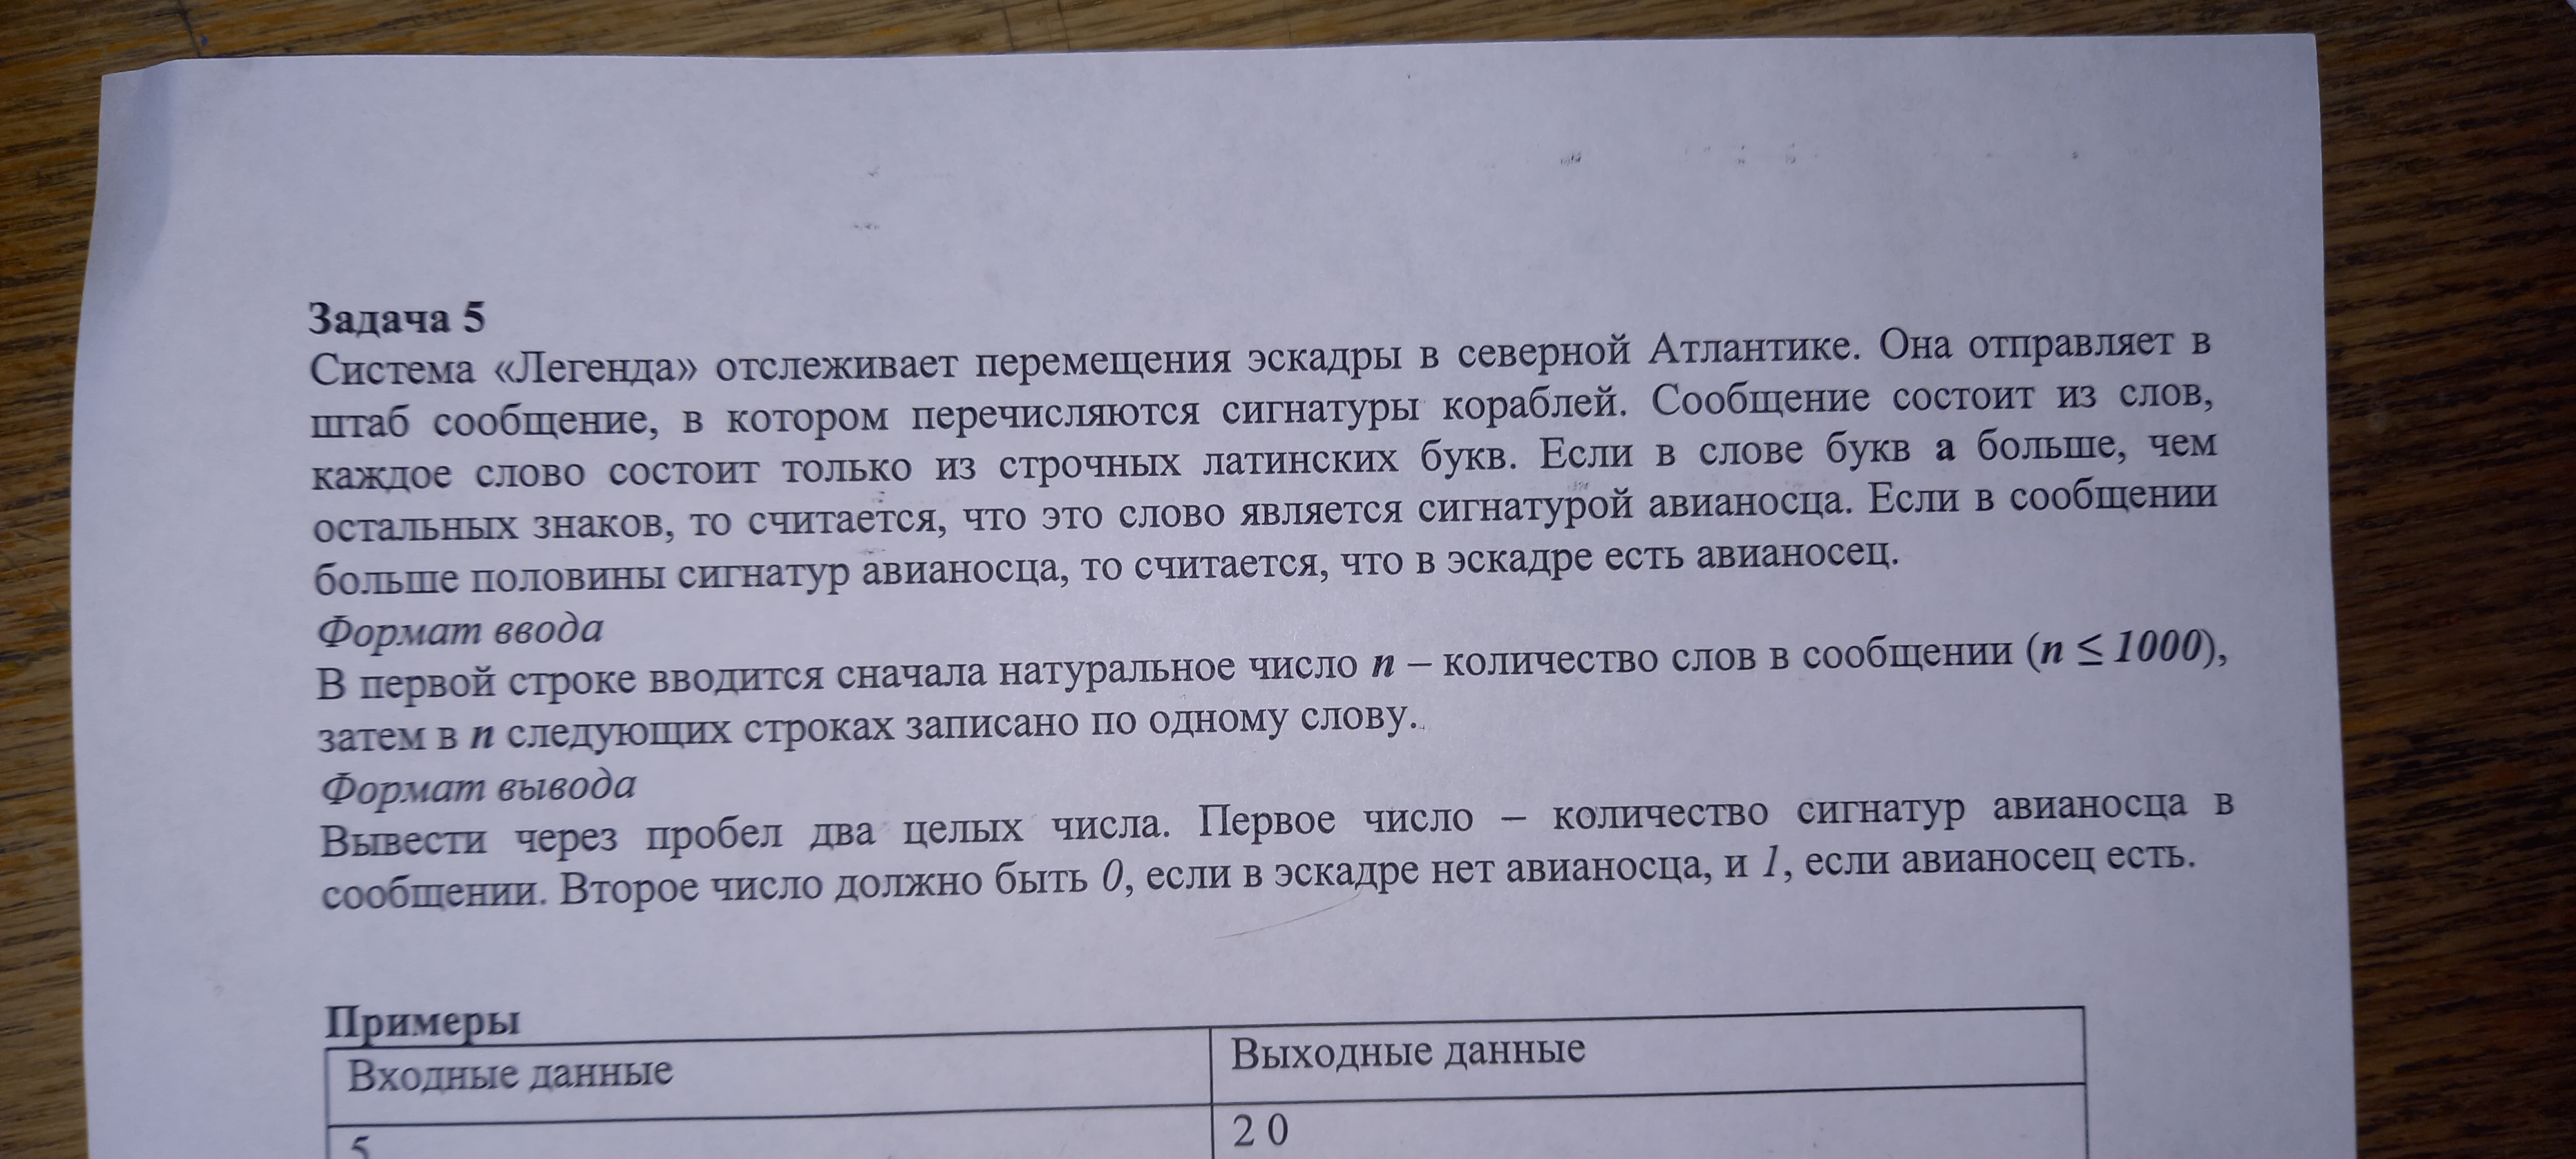 Задача 5
Система «Легенда» отслеживает перемещения эскадры в северной Атлантике. Она отправляет в
штаб сообщение, в котором перечисляются сигнатуры кораблей. Сообщение состоит из слов,
каждое слово состоит только из строчных латинских букв. Если в слове букв а больше, чем
остальных знаков, то считается, что это слово является сигнатурой авианосца. Если в сообщении
больше половины сигнатур авианосца, то считается, что в эскадре есть авианосец.
Формат ввода
В первой строке вводится сначала натуральное число n – количество слов в сообщении (n ≤ 1000),
затем в n следующих строках записано по одному слову.
Формат вывода
Вывести через пробел два целых числа. Первое число – количество сигнатур авианосца в
сообщении. Второе число должно быть 0, если в эскадре нет авианосца, и 1, если авианосец есть.
Примеры
Входные данные
Выходные данные
5
2 0